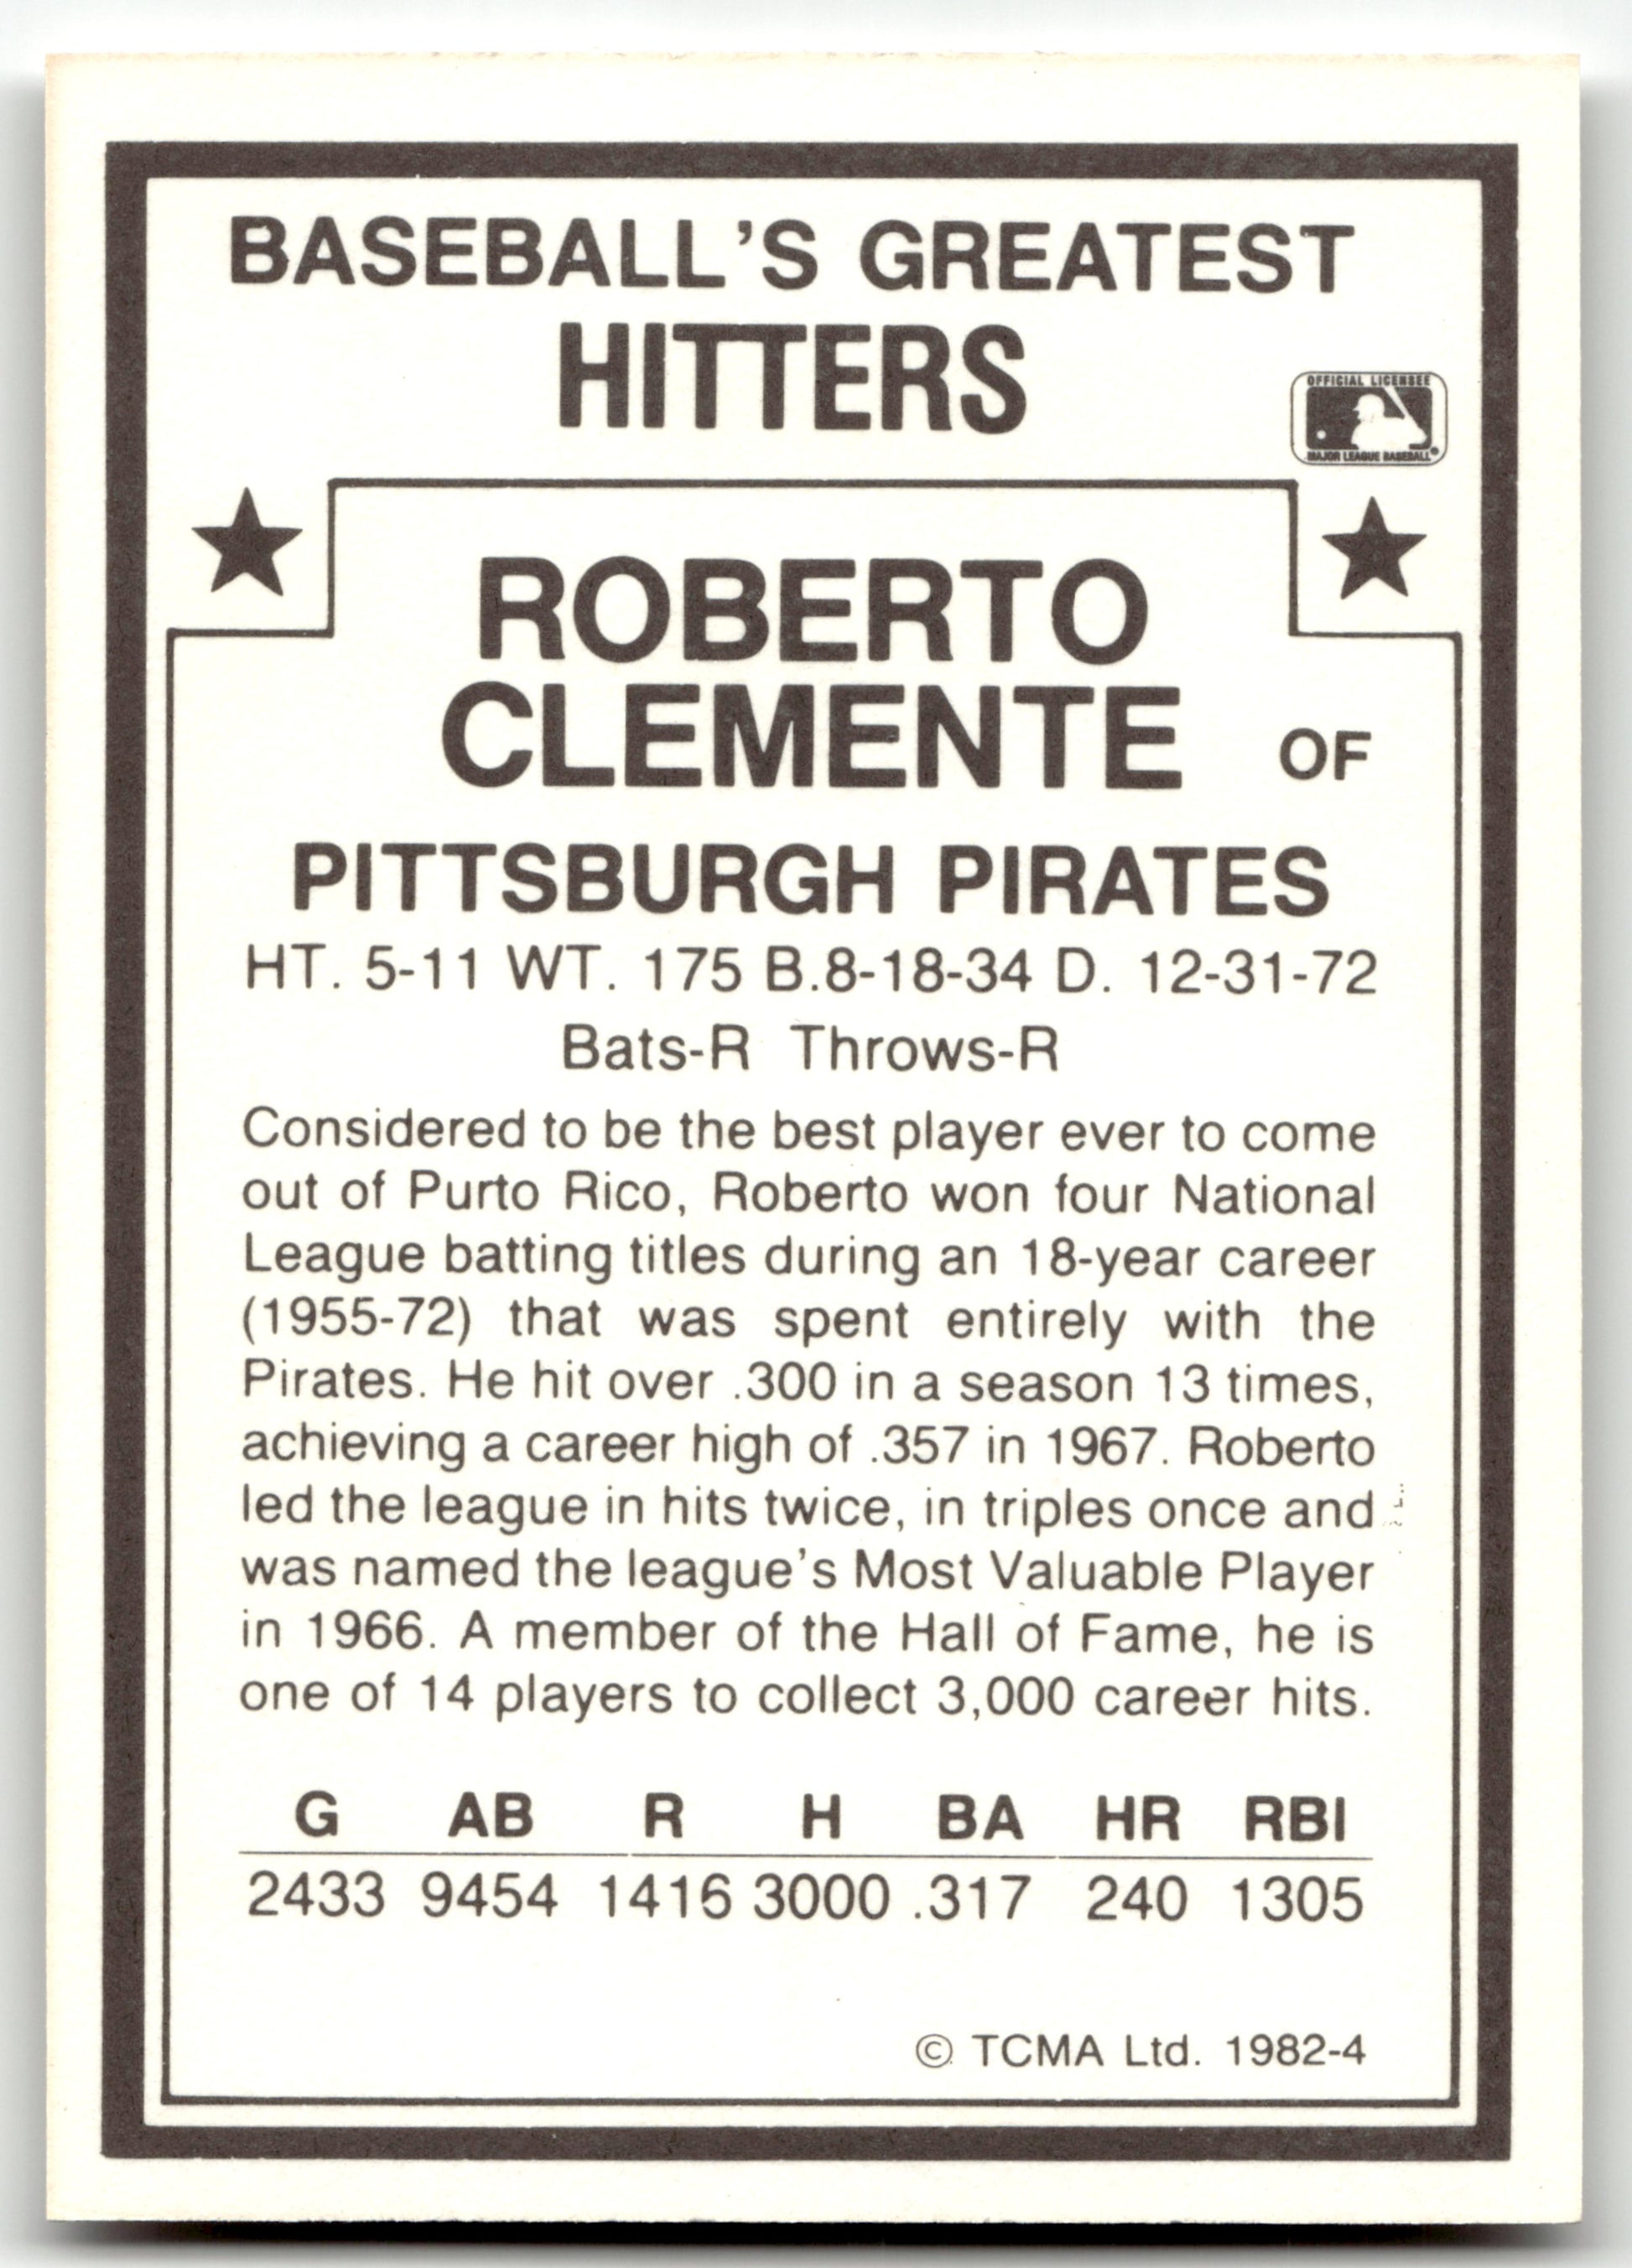 BASEBALL'S GREATEST
HITTERS
OFFICIAL LICENSEE
MAJOR LEAGUE BASEBALL®
ROBERTO
CLEMENTE OF
PITTSBURGH PIRATES
HT. 5-11 WT. 175 B.8-18-34 D. 12-31-72
Bats-R Throws-R
Considered to be the best player ever to come
out of Purto Rico, Roberto won four National
League batting titles during an 18-year career
(1955-72) that was spent entirely with the
Pirates. He hit over .300 in a season 13 times,
achieving a career high of .357 in 1967. Roberto
led the league in hits twice, in triples once and
was named the league's Most Valuable Player
in 1966. A member of the Hall of Fame, he is
one of 14 players to collect 3,000 career hits.
G AB R H BA HR RBI
2433 9454 1416 3000 .317 240 1305
© TCMA Ltd. 1982-4